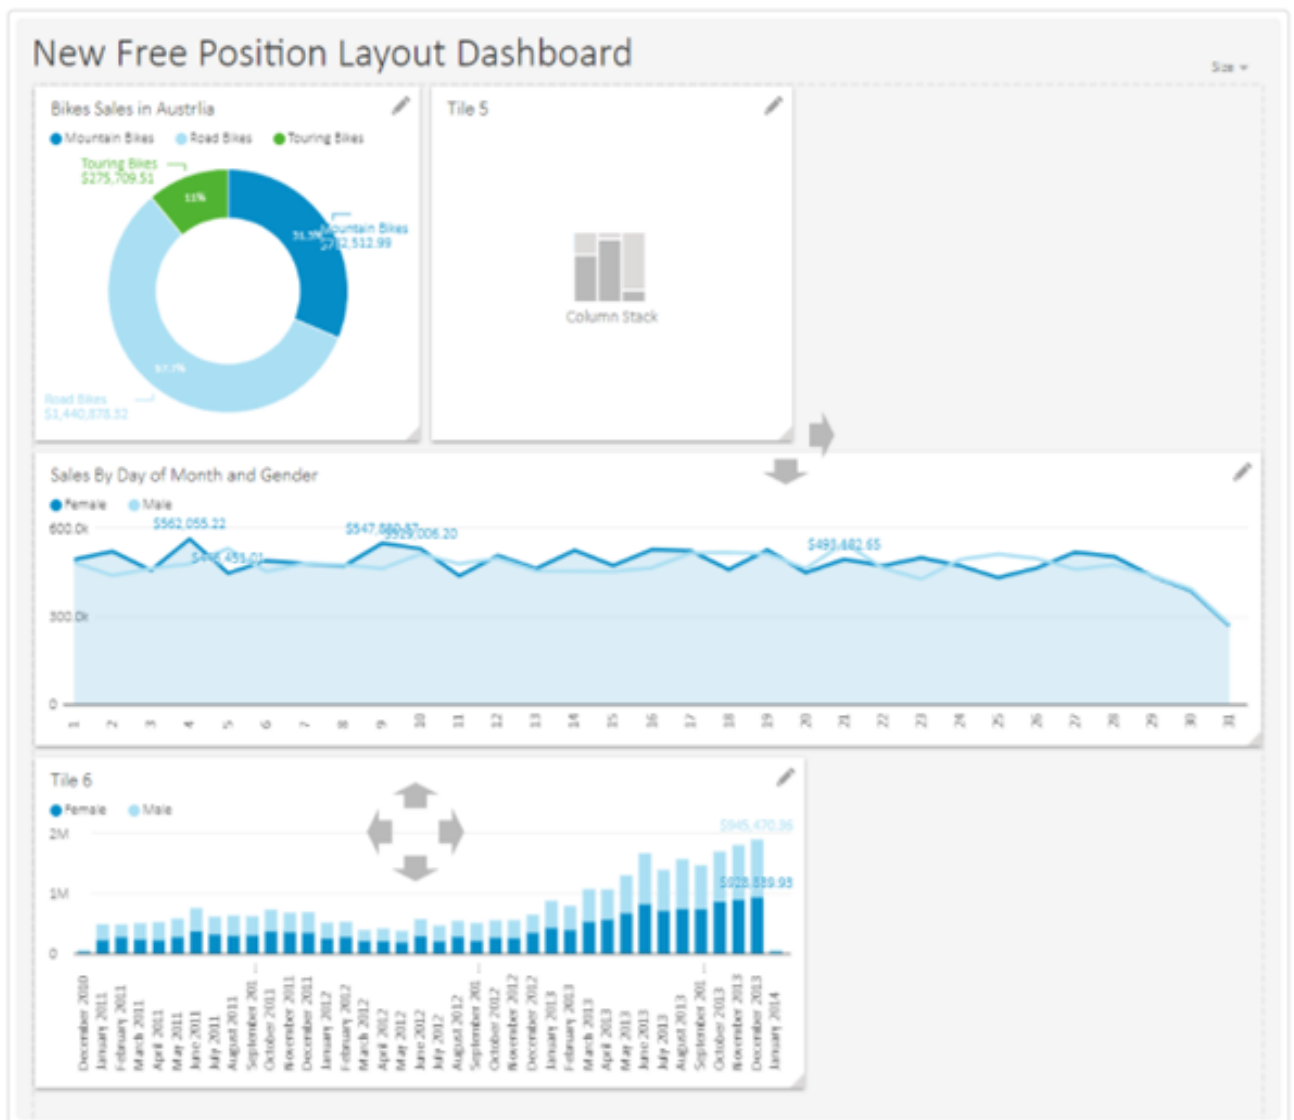 New Free Position Layout Dashboard
Size
Bikes Sales in Austrlia
Mountain Bikes Road Bikes Touring Bikes
Touring Bikes
$275,709.51
11%
Mountain Bikes
31.3%
57.7%
Road Bikes
$1,440,878.32
Tile 5
Column Stack
Sales By Day of Month and Gender
Female Male
600.0k
$562,055.22
$493,682.65
300.0k
0
1 2 3 4 5 6 7 8 9 10 11 12 13 14 15 16 17 18 19 20 21 22 23 24 25 26 27 28 29 30 31
Tile 6
Female Male
2M
$945,470.36
1M
0
December 2010
January 2011
February 2011
March 2011
April 2011
May 2011
June 2011
July 2011
August 2011
September 201 ...
October 2011
November 2011
December 2011
January 2012
February 2012
March 2012
April 2012
May 2012
June 2012
July 2012
August 2012
September 201 ...
October 2012
November 2012
December 2012
January 2013
February 2013
March 2013
April 2013
May 2013
June 2013
July 2013
August 2013
September 201 ...
October 2013
November 2013
December 2013
January 2014